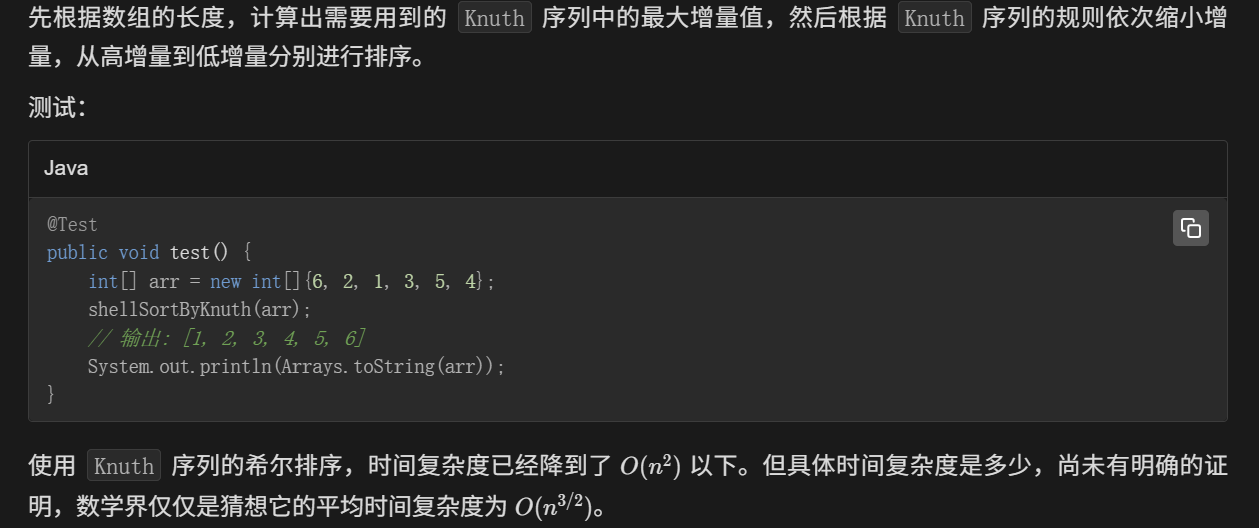 先根据数组的长度，计算出需要用到的 Knuth 序列中的最大增量值，然后根据 Knuth 序列的规则依次缩小增
量，从高增量到低增量分别进行排序。
测试：
Java
@Test
public void test() {
    int[] arr = new int[]{6, 2, 1, 3, 5, 4};
    shellSortByKnuth(arr);
    // 输出: [1, 2, 3, 4, 5, 6]
    System.out.println(Arrays.toString(arr));
}
使用 Knuth 序列的希尔排序，时间复杂度已经降到了 O(n²) 以下。但具体时间复杂度是多少，尚未有明确的证
明，数学界仅仅是猜想它的平均时间复杂度为 O(n^{3/2})。